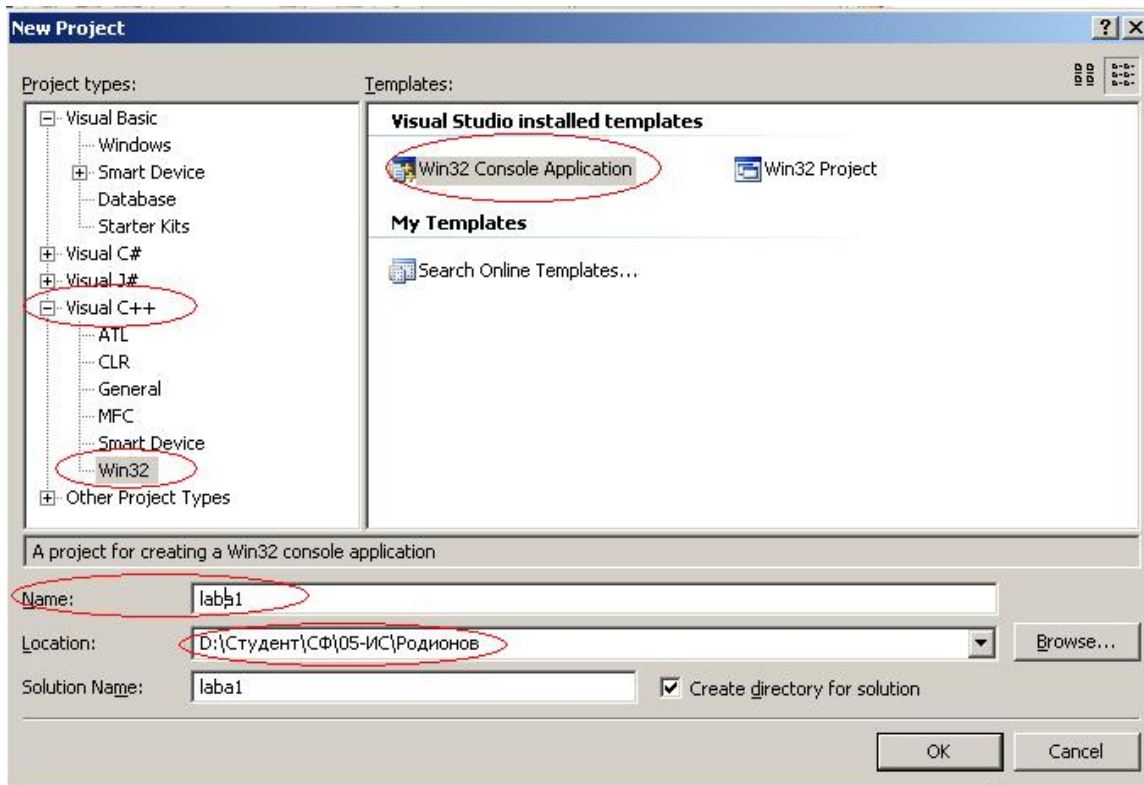 New Project
Project types:
Templates:
Visual Basic
Windows
Smart Device
Database
Starter Kits
Visual C#
Visual J#
Visual C++
ATL
CLR
General
MFC
Smart Device
Win32
Other Project Types
Visual Studio installed templates
Win32 Console Application
Win32 Project
My Templates
Search Online Templates...
A project for creating a Win32 console application
Name: laba1
Location: D:\Студент\СФ\05-ИС\Родионов Browse...
Solution Name: laba1 Create directory for solution
OK Cancel